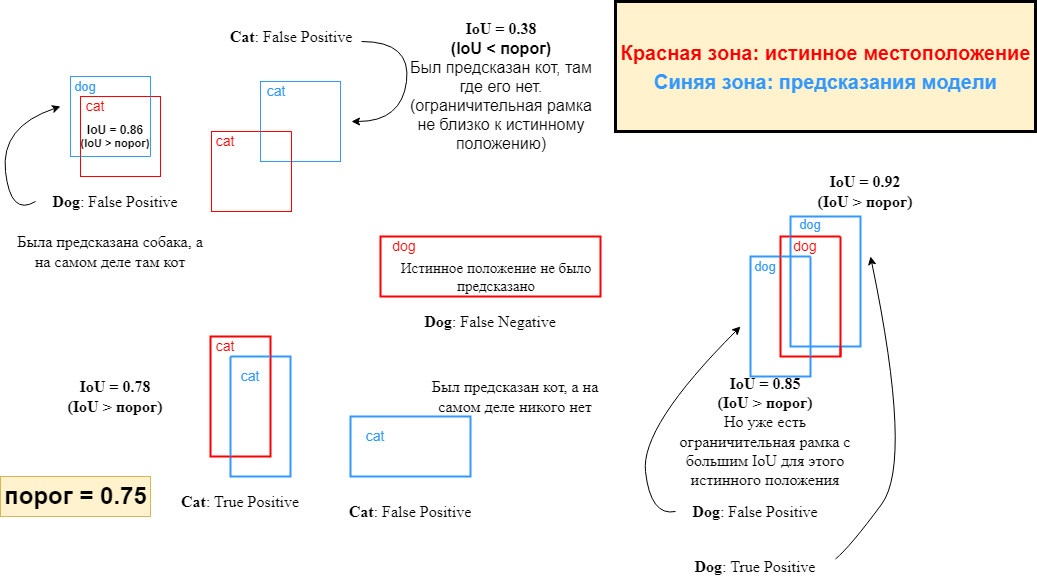 Cat: False Positive
IoU = 0.38
(IoU < порог)
Был предсказан кот, там
где его нет.
(ограничительная рамка
не близко к истинному
положению)
Красная зона: истинное местоположение
Синяя зона: предсказания модели
dog
cat
IoU = 0.86
(IoU > порог)
Dog: False Positive
Была предсказана собака, а
на самом деле там кот
cat
cat
dog
Истинное положение не было
предсказано
Dog: False Negative
IoU = 0.92
(IoU > порог)
dog
dog
dog
IoU = 0.85
(IoU > порог)
Но уже есть
ограничительная рамка с
большим IoU для этого
истинного положения
Dog: False Positive
Dog: True Positive
cat
cat
IoU = 0.78
(IoU > порог)
Cat: True Positive
Был предсказан кот, а на
самом деле никого нет
cat
Cat: False Positive
порог = 0.75